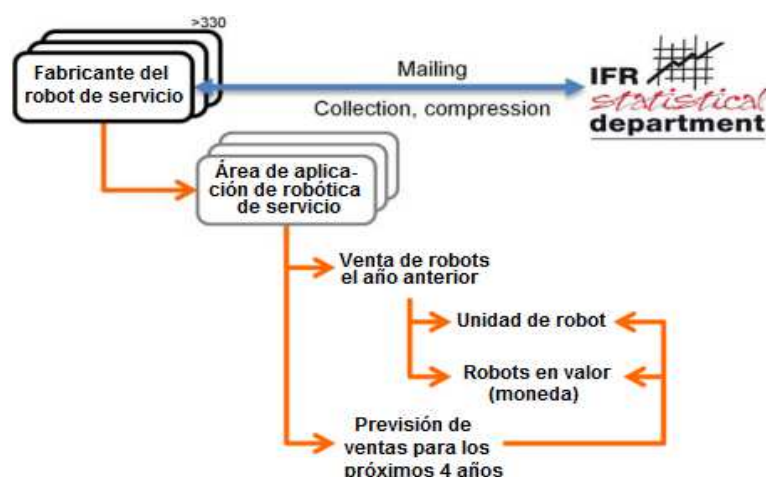 >330
Fabricante del
robot de servicio
Mailing
Collection, compression
IFR
statistical
department
Área de aplica-
ción de robótica
de servicio
Venta de robots
el año anterior
Unidad de robot
Robots en valor
(moneda)
Previsión de
ventas para los
próximos 4 años